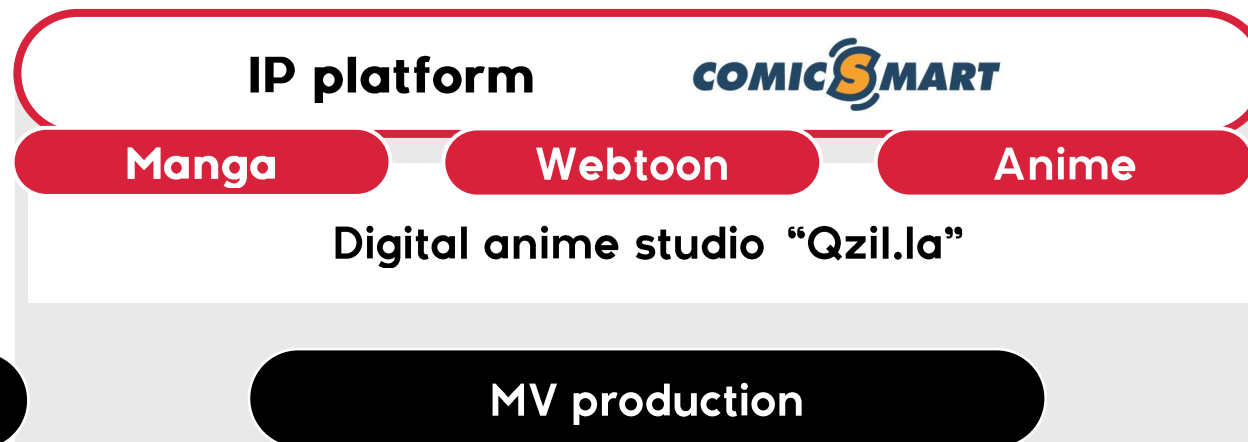 IP platform COMICSMART
Manga Webtoon Anime
Digital anime studio “Qzil.la”
MV production